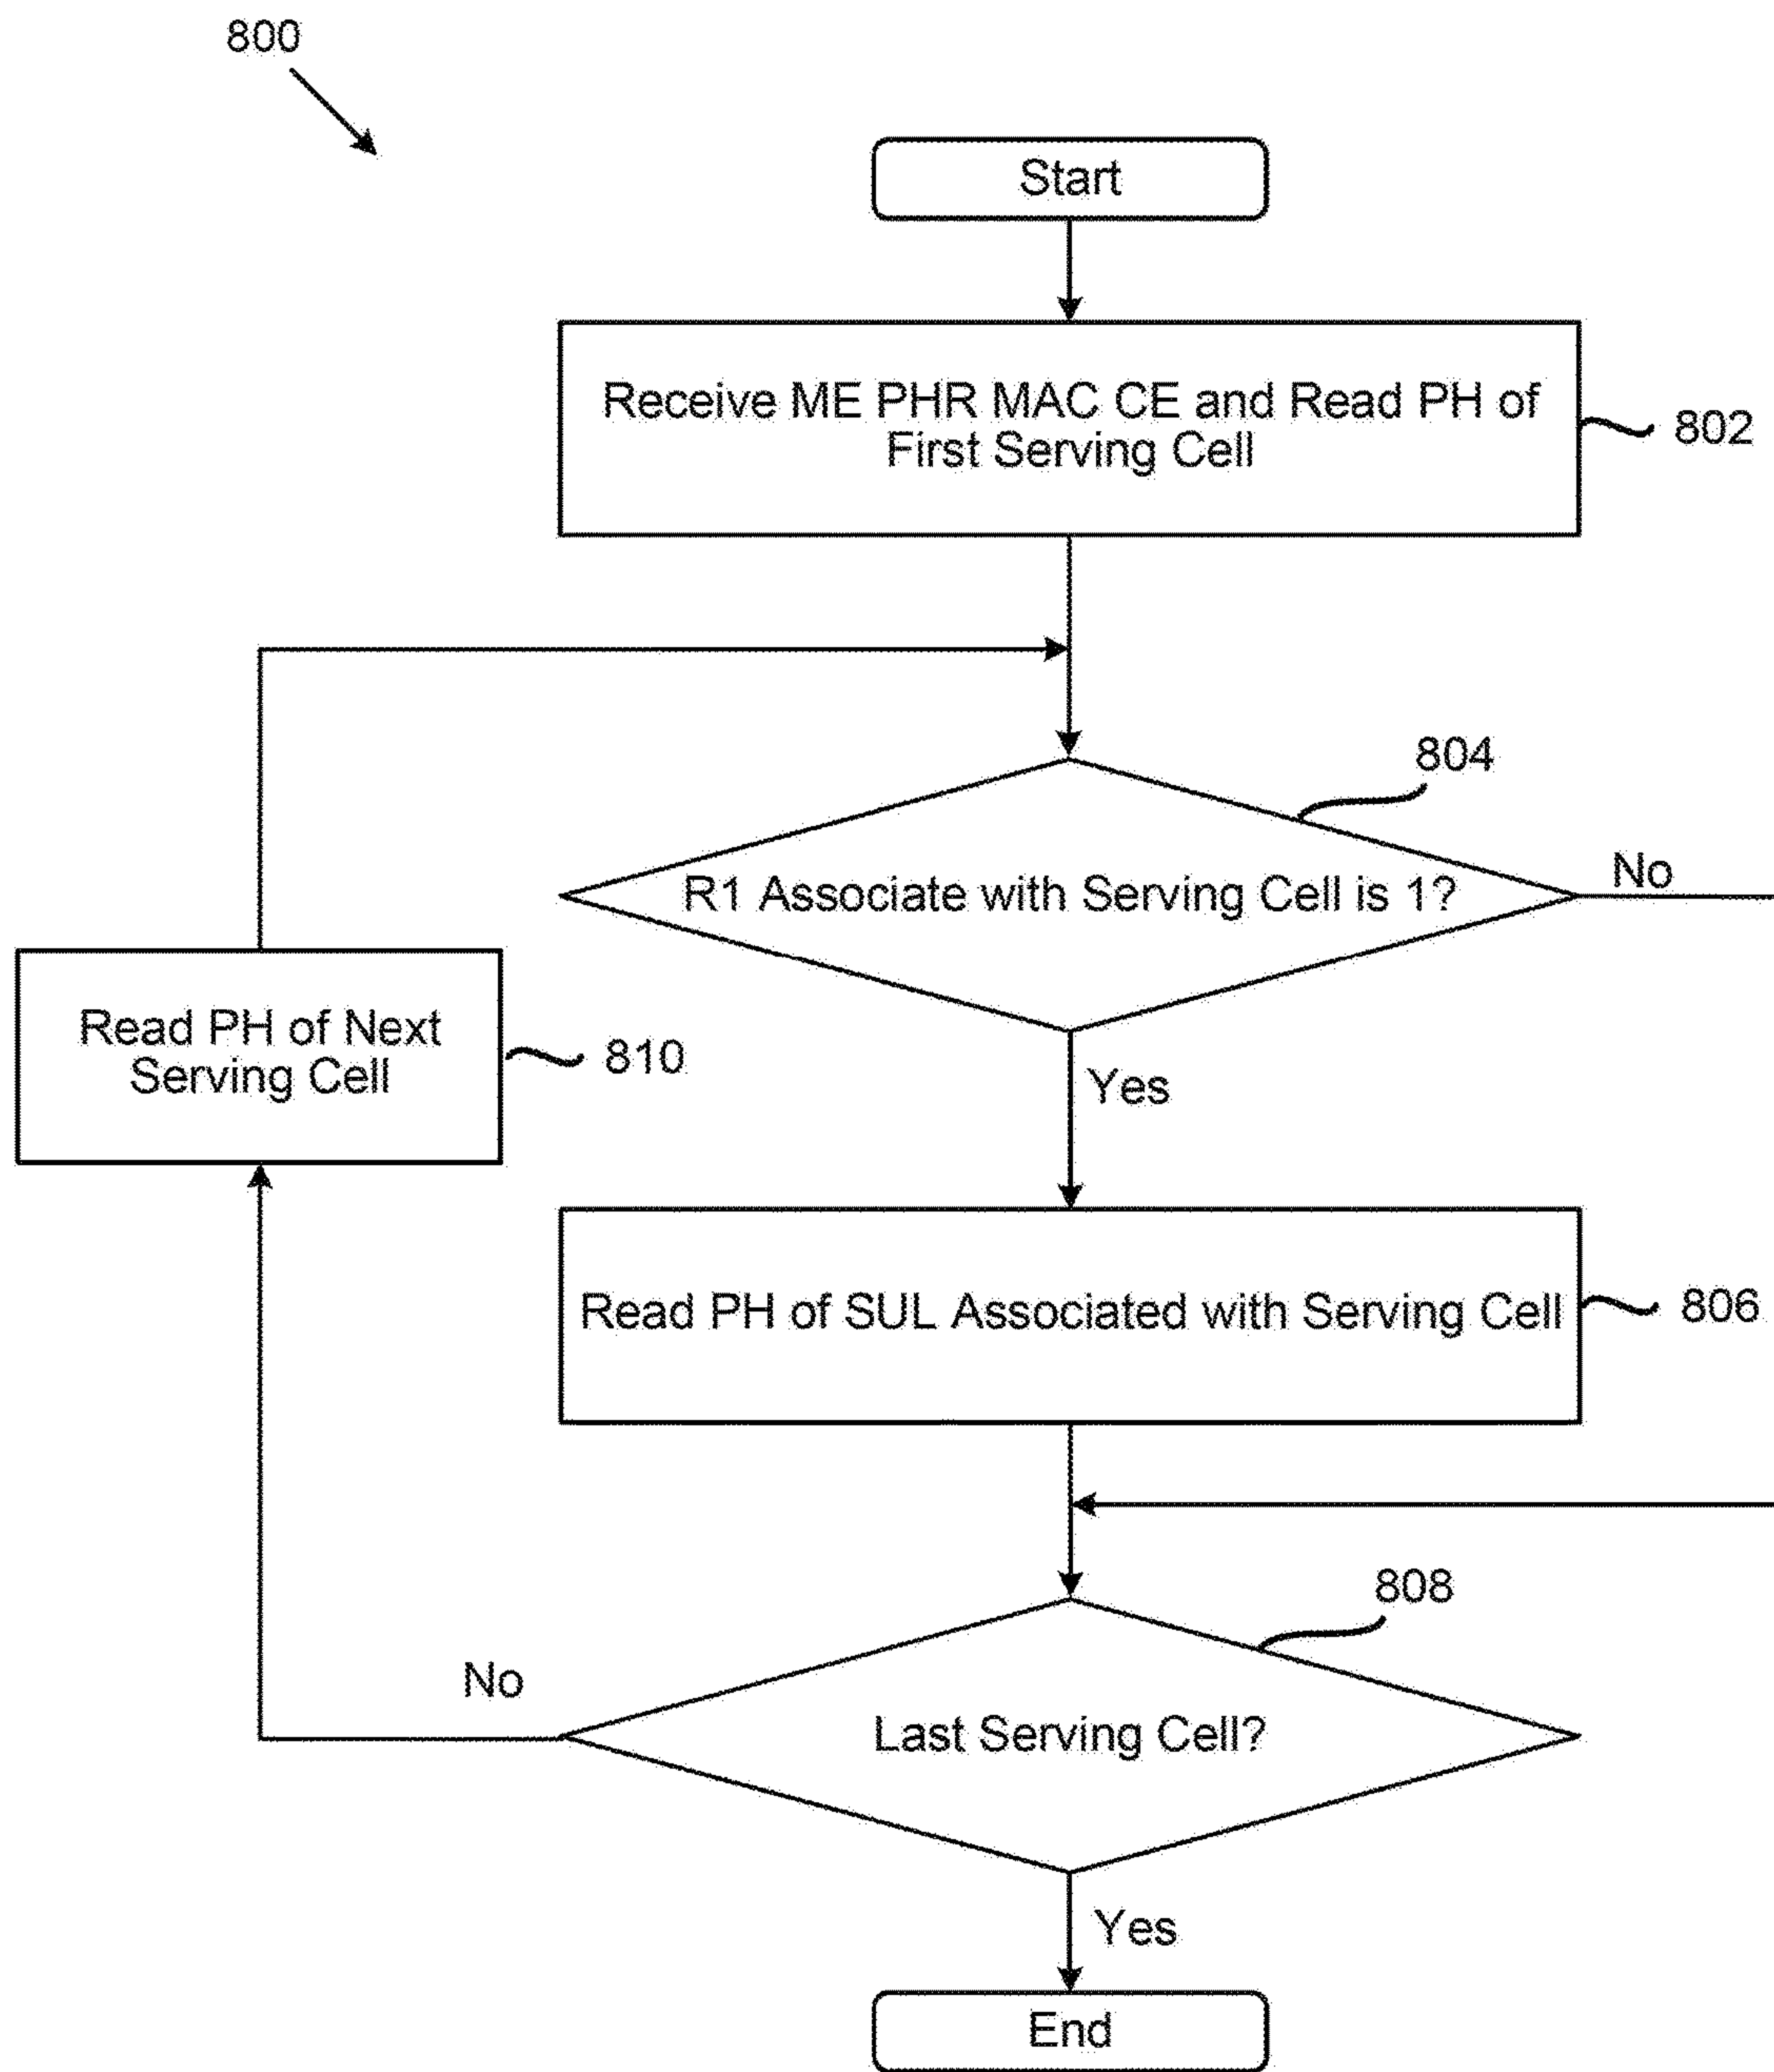 800
Start
Receive ME PHR MAC CE and Read PH of
First Serving Cell
802
804
R1 Associate with Serving Cell is 1?
No
Read PH of Next
Serving Cell
810
Yes
Read PH of SUL Associated with Serving Cell
806
808
No
Last Serving Cell?
Yes
End